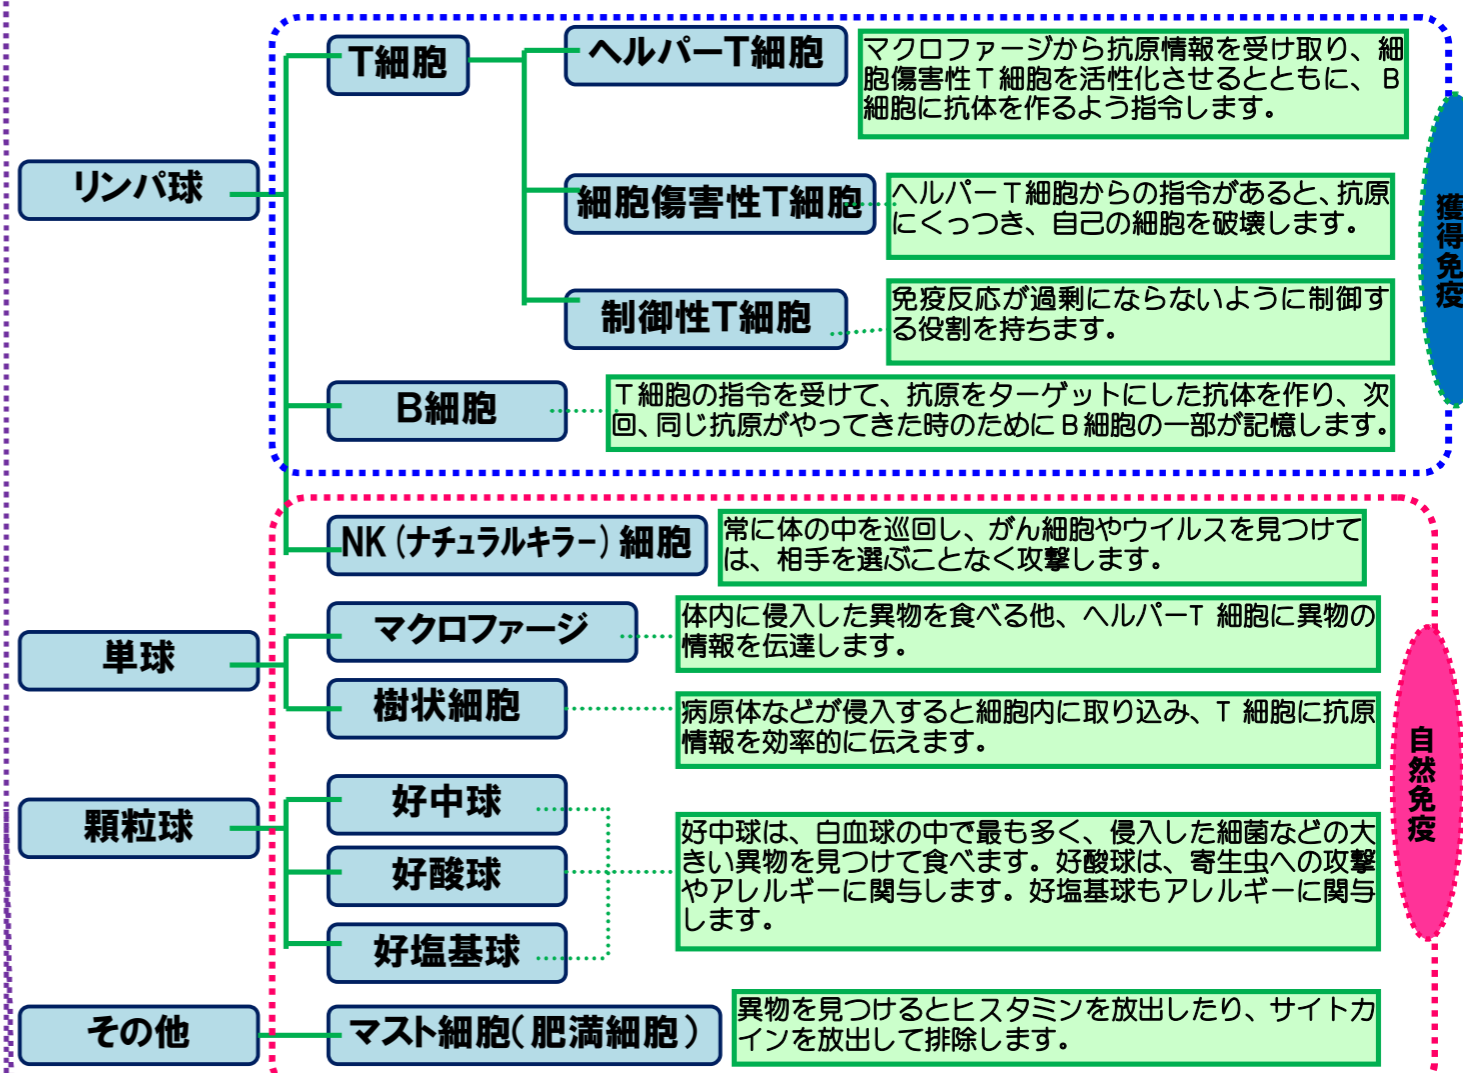 T細胞
ヘルパーT細胞
マクロファージから抗原情報を受け取り、細
胞傷害性T細胞を活性化させるとともに、B
細胞に抗体を作るよう指令します。
リンパ球
細胞傷害性T細胞
ヘルパーT細胞からの指令があると、抗原
にくっつき、自己の細胞を破壊します。
制御性T細胞
免疫反応が過剰にならないように制御す
る役割を持ちます。
獲得免疫
B細胞
T細胞の指令を受けて、抗原をターゲットにした抗体を作り、次
回、同じ抗原がやってきた時のためにB細胞の一部が記憶します。
NK(ナチュラルキラー)細胞
常に体の中を巡回し、がん細胞やウイルスを見つけて
は、相手を選ぶことなく攻撃します。
単球
マクロファージ
体内に侵入した異物を食べる他、ヘルパーT 細胞に異物の
情報を伝達します。
樹状細胞
病原体などが侵入すると細胞内に取り込み、T 細胞に抗原
情報を効率的に伝えます。
自然免疫
顆粒球
好中球
好酸球
好塩基球
好中球は、白血球の中で最も多く、侵入した細菌などの大
きい異物を見つけて食べます。好酸球は、寄生虫への攻撃
やアレルギーに関与します。好塩基球もアレルギーに関与
します。
その他
マスト細胞(肥満細胞)
異物を見つけるとヒスタミンを放出したり、サイトカ
インを放出して排除します。